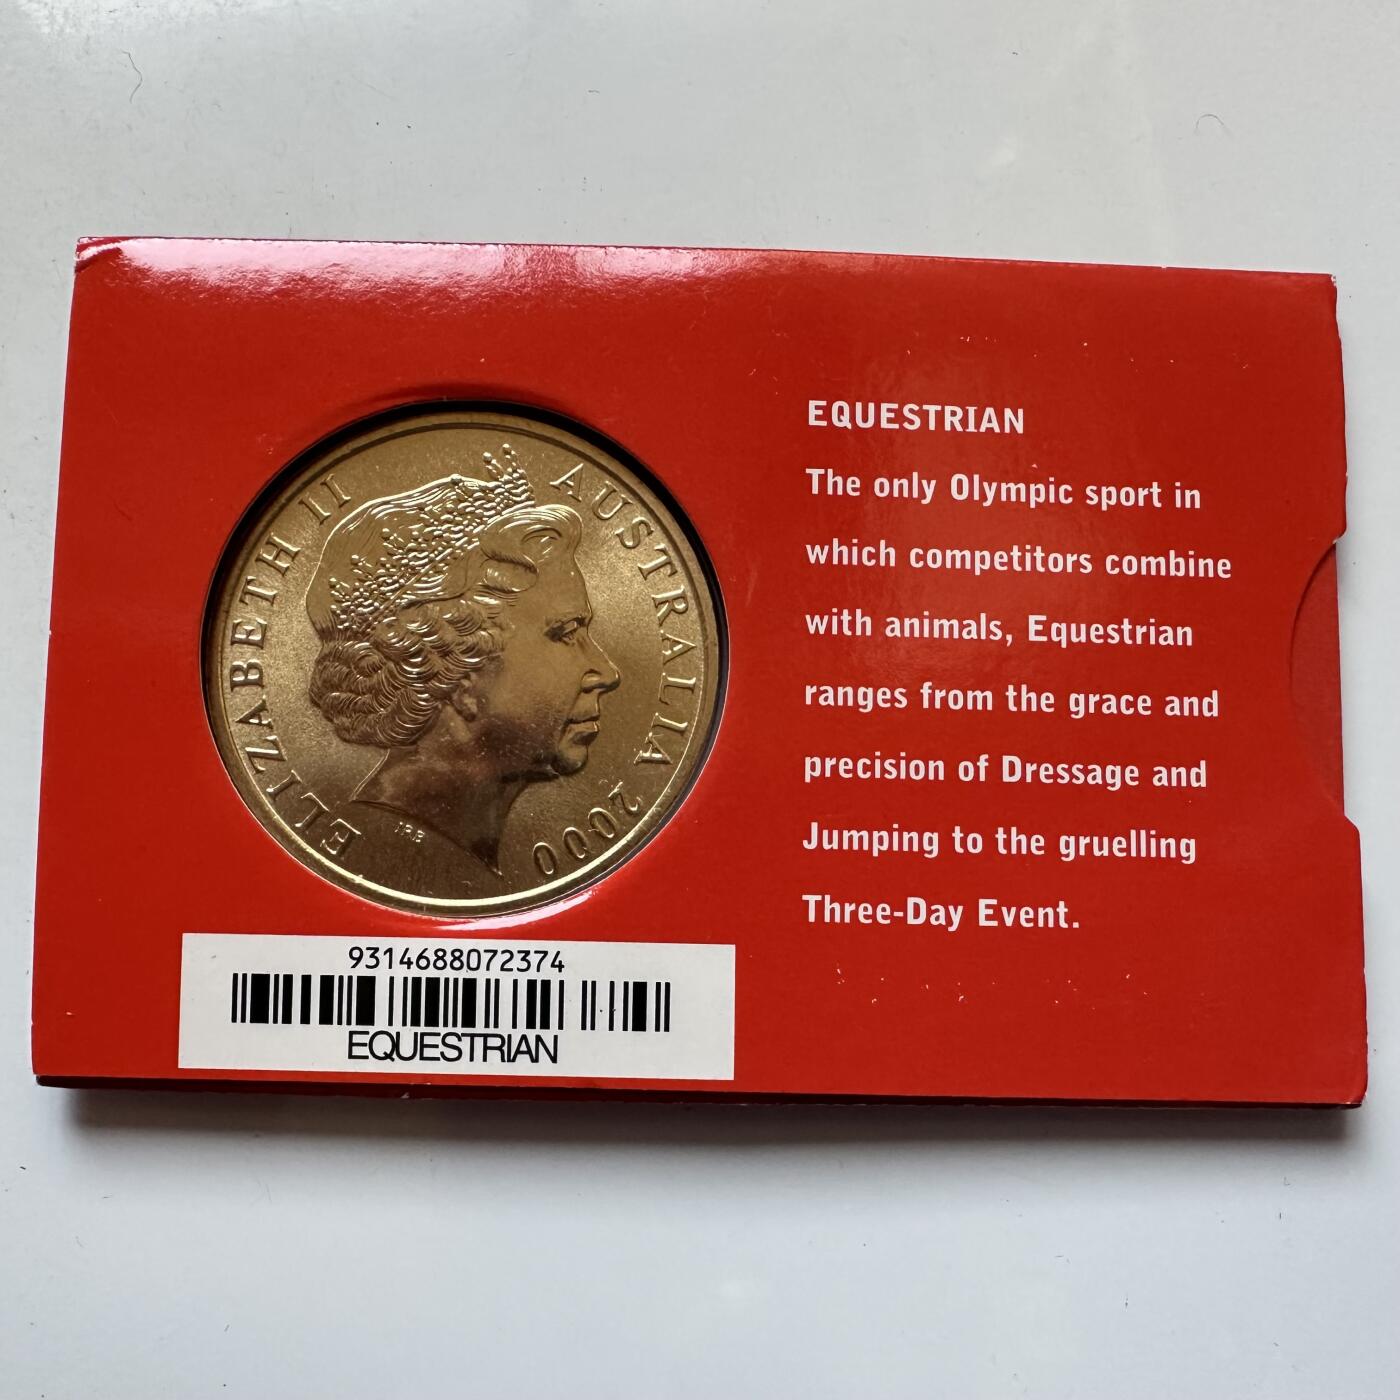 ELIZABETH II AUSTRALIA 2000
IRB
EQUESTRIAN
The only Olympic sport in
which competitors combine
with animals, Equestrian
ranges from the grace and
precision of Dressage and
Jumping to the gruelling
Three-Day Event.
9314688072374
EQUESTRIAN